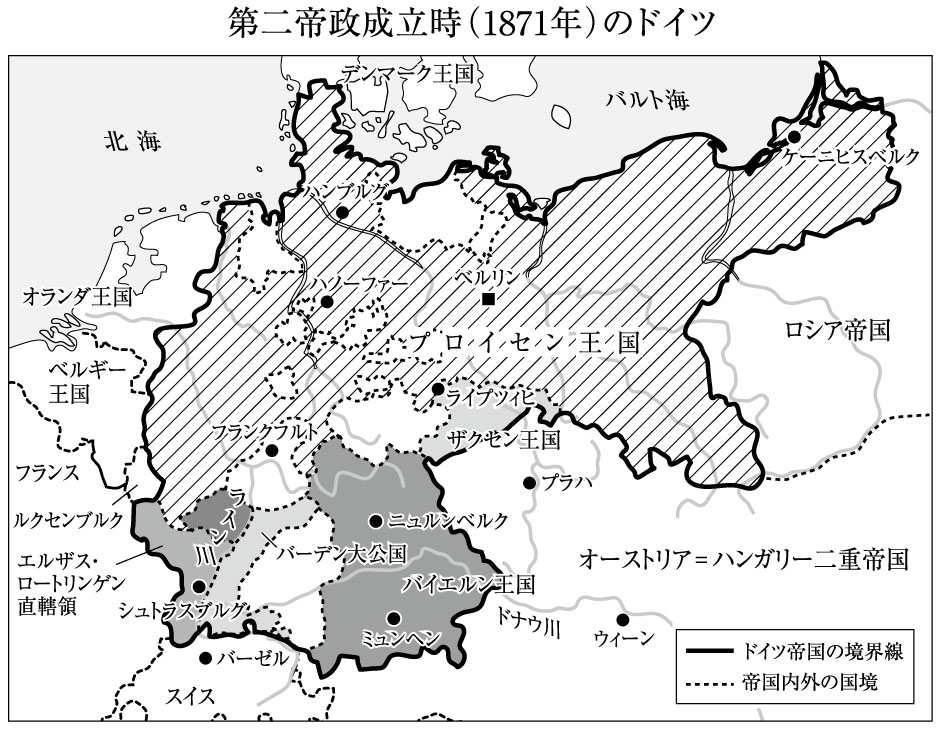 第二帝政成立時（1871年）のドイツ
デンマーク王国
バルト海
北海
ケーニヒスベルク
ハンブルグ
ベルリン
オランダ王国
ハノーファー
ロシア帝国
プロイセン王国
ベルギー
王国
ライプツィヒ
ザクセン王国
フランクフルト
フランス
プラハ
ライン川
ルクセンブルク
ニュルンベルク
バーデン大公国
エルザス・
ロートリンゲン
直轄領
オーストリア＝ハンガリー二重帝国
バイエルン王国
シュトラスブルグ
ドナウ川
ミュンヘン
ウィーン
バーゼル
スイス
ドイツ帝国の境界線
帝国内外の国境